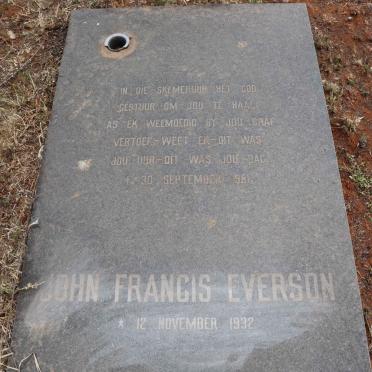 IN DIE SKEMERUUR HET GOD
GESTUUR OM JOU TE HAAL
AS EK WEEMOEDIG BY JOU GRAF
VERTOEF-WEET EK-DIT WAS
JOU UUR-DIT WAS JOU DAG
30 SEPTEMBER 1981
JOHN FRANCIS EVERSON
* 12 NOVEMBER 1932